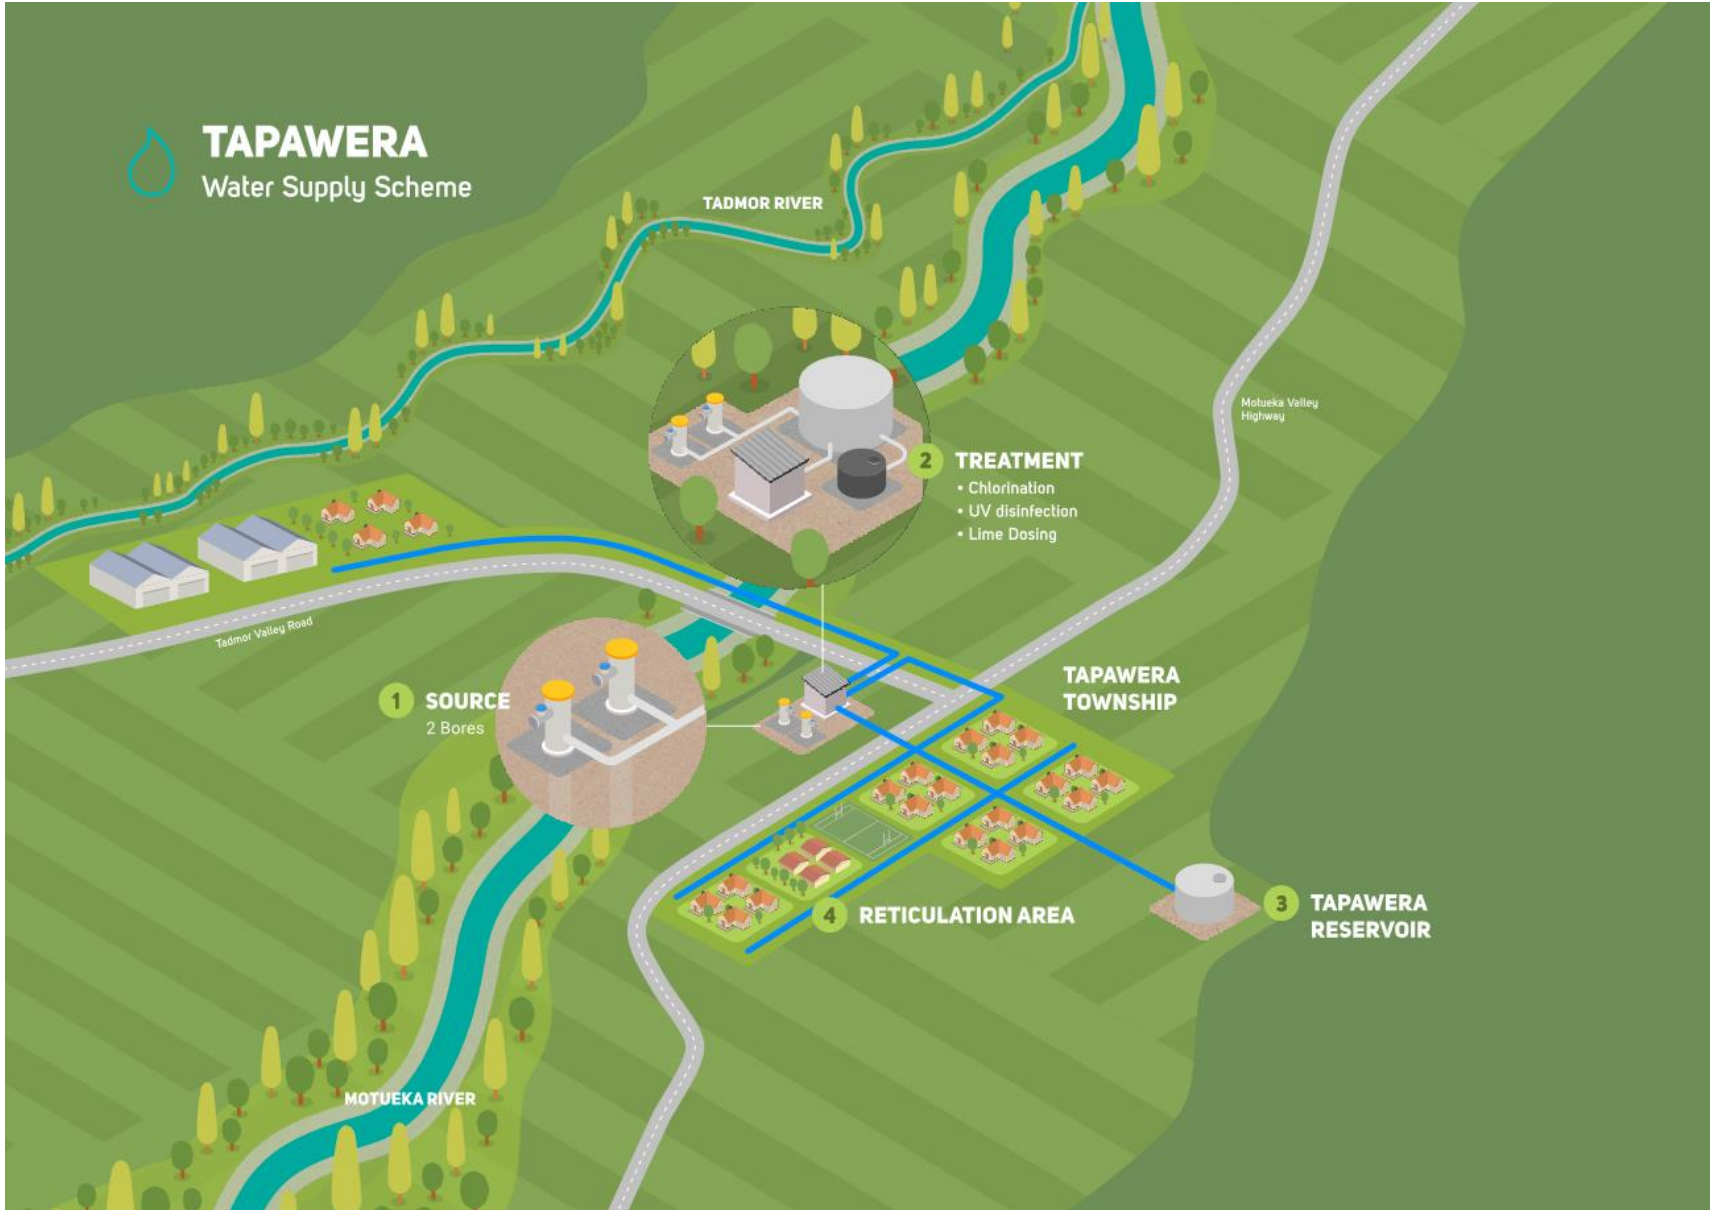 TAPAWERA
Water Supply Scheme
TADMOR RIVER
Motueka Valley
Highway
2 TREATMENT
• Chlorination
• UV disinfection
• Lime Dosing
Tadmor Valley Road
1 SOURCE
2 Bores
TAPAWERA
TOWNSHIP
3 TAPAWERA
RESERVOIR
4 RETICULATION AREA
MOTUEKA RIVER